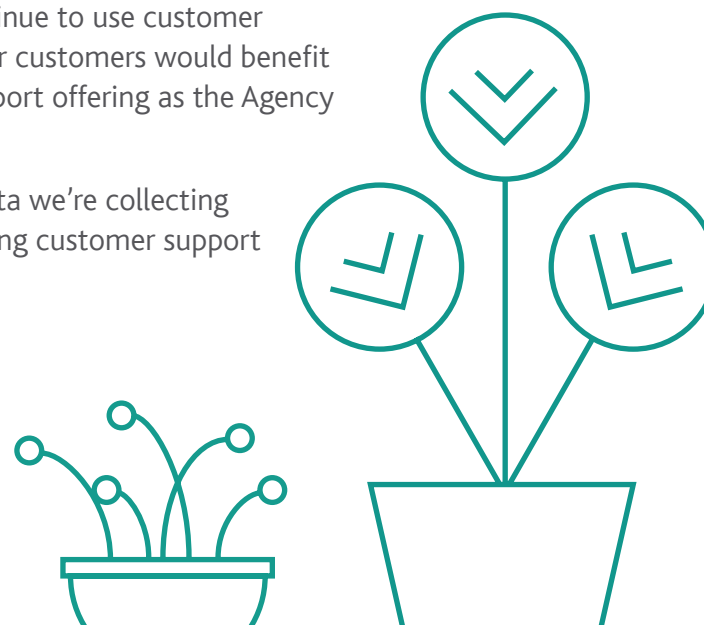 inue to use customer
r customers would benefit
port offering as the Agency
ta we're collecting
ng customer support